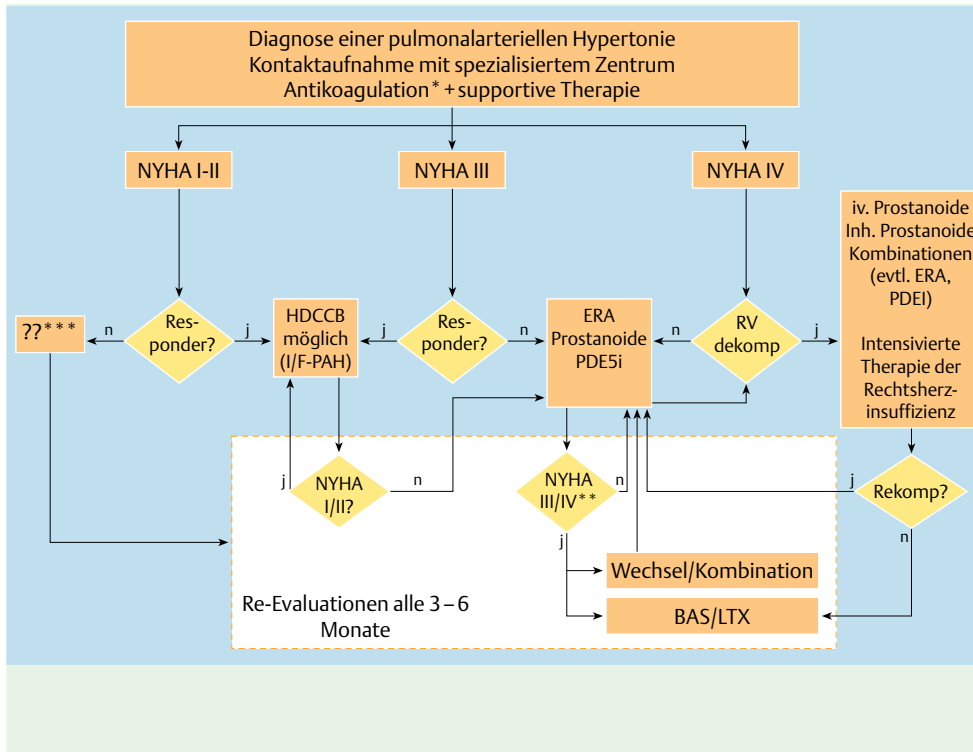 Diagnose einer pulmonalarteriellen Hypertonie
Kontaktaufnahme mit spezialisiertem Zentrum
Antikoagulation* + supportive Therapie
NYHA I-II
NYHA III
NYHA IV
iv. Prostanoide
Inh. Prostanoide
Kombinationen
(evtl. ERA,
PDEI)
Intensivierte
Therapie der
Rechtsherz-
insuffizienz
??***
n
Res-
ponder?
j
HDCCB
möglich
(I/F-PAH)
j
Res-
ponder?
n
ERA
Prostanoide
PDE5i
n
RV
dekomp
j
j
NYHA
I/II?
n
NYHA
III/IV**
n
j
j
Rekomp?
n
Wechsel/Kombination
BAS/LTX
Re-Evaluationen alle 3 – 6
Monate